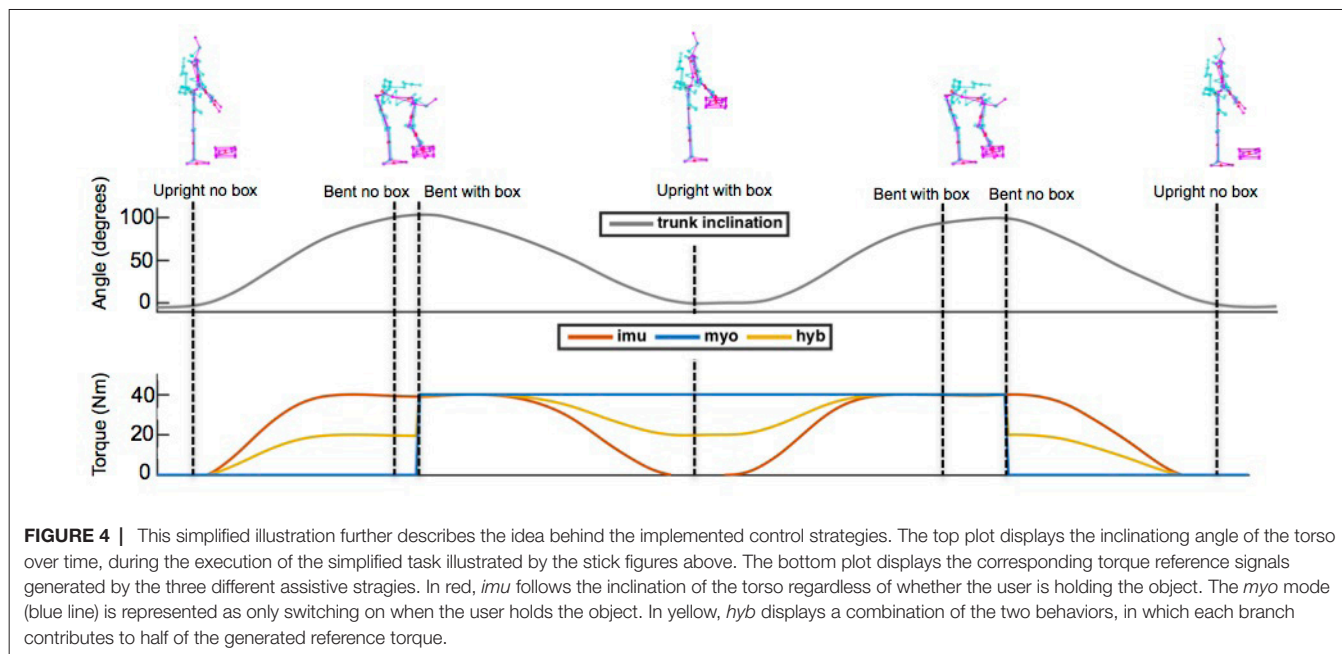 Upright no box
Bent no box
Bent with box
Upright with box
Bent with box
Bent no box
Upright no box
Angle (degrees)
100
50
0
trunk inclination
imu
myo
hyb
Torque (Nm)
40
20
0
FIGURE 4 | This simplified illustration further describes the idea behind the implemented control strategies. The top plot displays the inclinationg angle of the torso
over time, during the execution of the simplified task illustrated by the stick figures above. The bottom plot displays the corresponding torque reference signals
generated by the three different assistive stragies. In red, imu follows the inclination of the torso regardless of whether the user is holding the object. The myo mode
(blue line) is represented as only switching on when the user holds the object. In yellow, hyb displays a combination of the two behaviors, in which each branch
contributes to half of the generated reference torque.